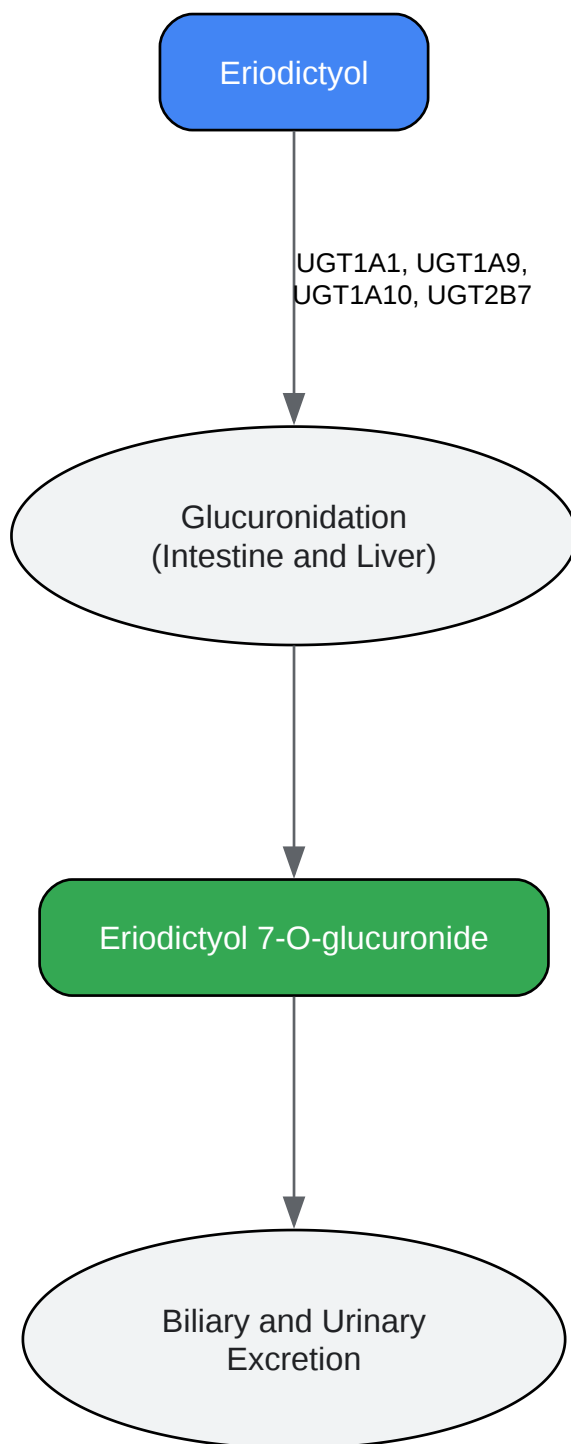 Eriodictyol
UGT1A1, UGT1A9,
UGT1A10, UGT2B7
Glucuronidation
(Intestine and Liver)
Eriodictyol 7-O-glucuronide
Biliary and Urinary
Excretion